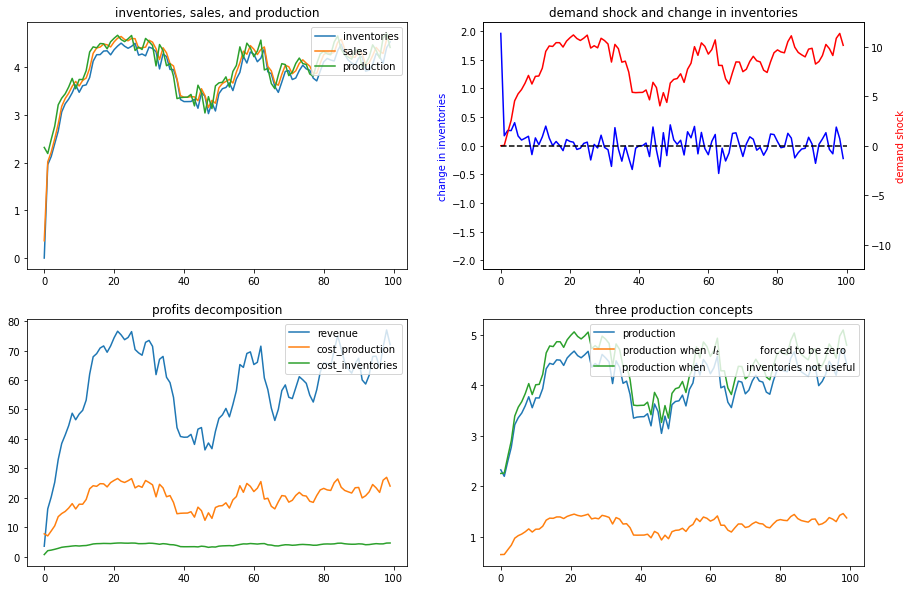 inventories, sales, and production
inventories
sales
production
4
3
2
1
0
0 20 40 60 80 100
demand shock and change in inventories
2.0
1.5
1.0
0.5
0.0
−0.5
−1.0
−1.5
−2.0
change in inventories
10
5
0
−5
−10
demand shock
0 20 40 60 80 100
profits decomposition
revenue
cost_production
cost_inventories
80
70
60
50
40
30
20
10
0
0 20 40 60 80 100
three production concepts
production
production when I_t forced to be zero
production when inventories not useful
5
4
3
2
1
0 20 40 60 80 100